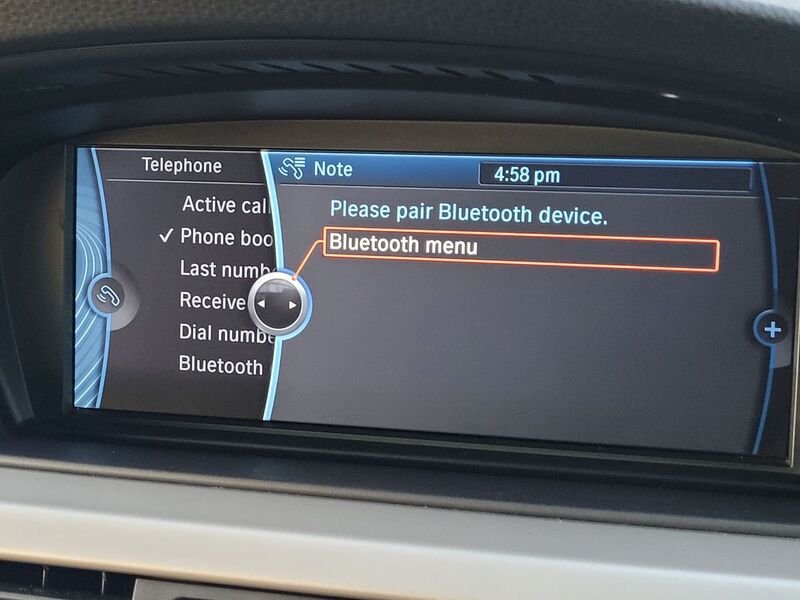 Telephone
Active cal
✓ Phone boo
Last numb
Receive
Dial numbe
Bluetooth
Note
4:58 pm
Please pair Bluetooth device.
Bluetooth menu